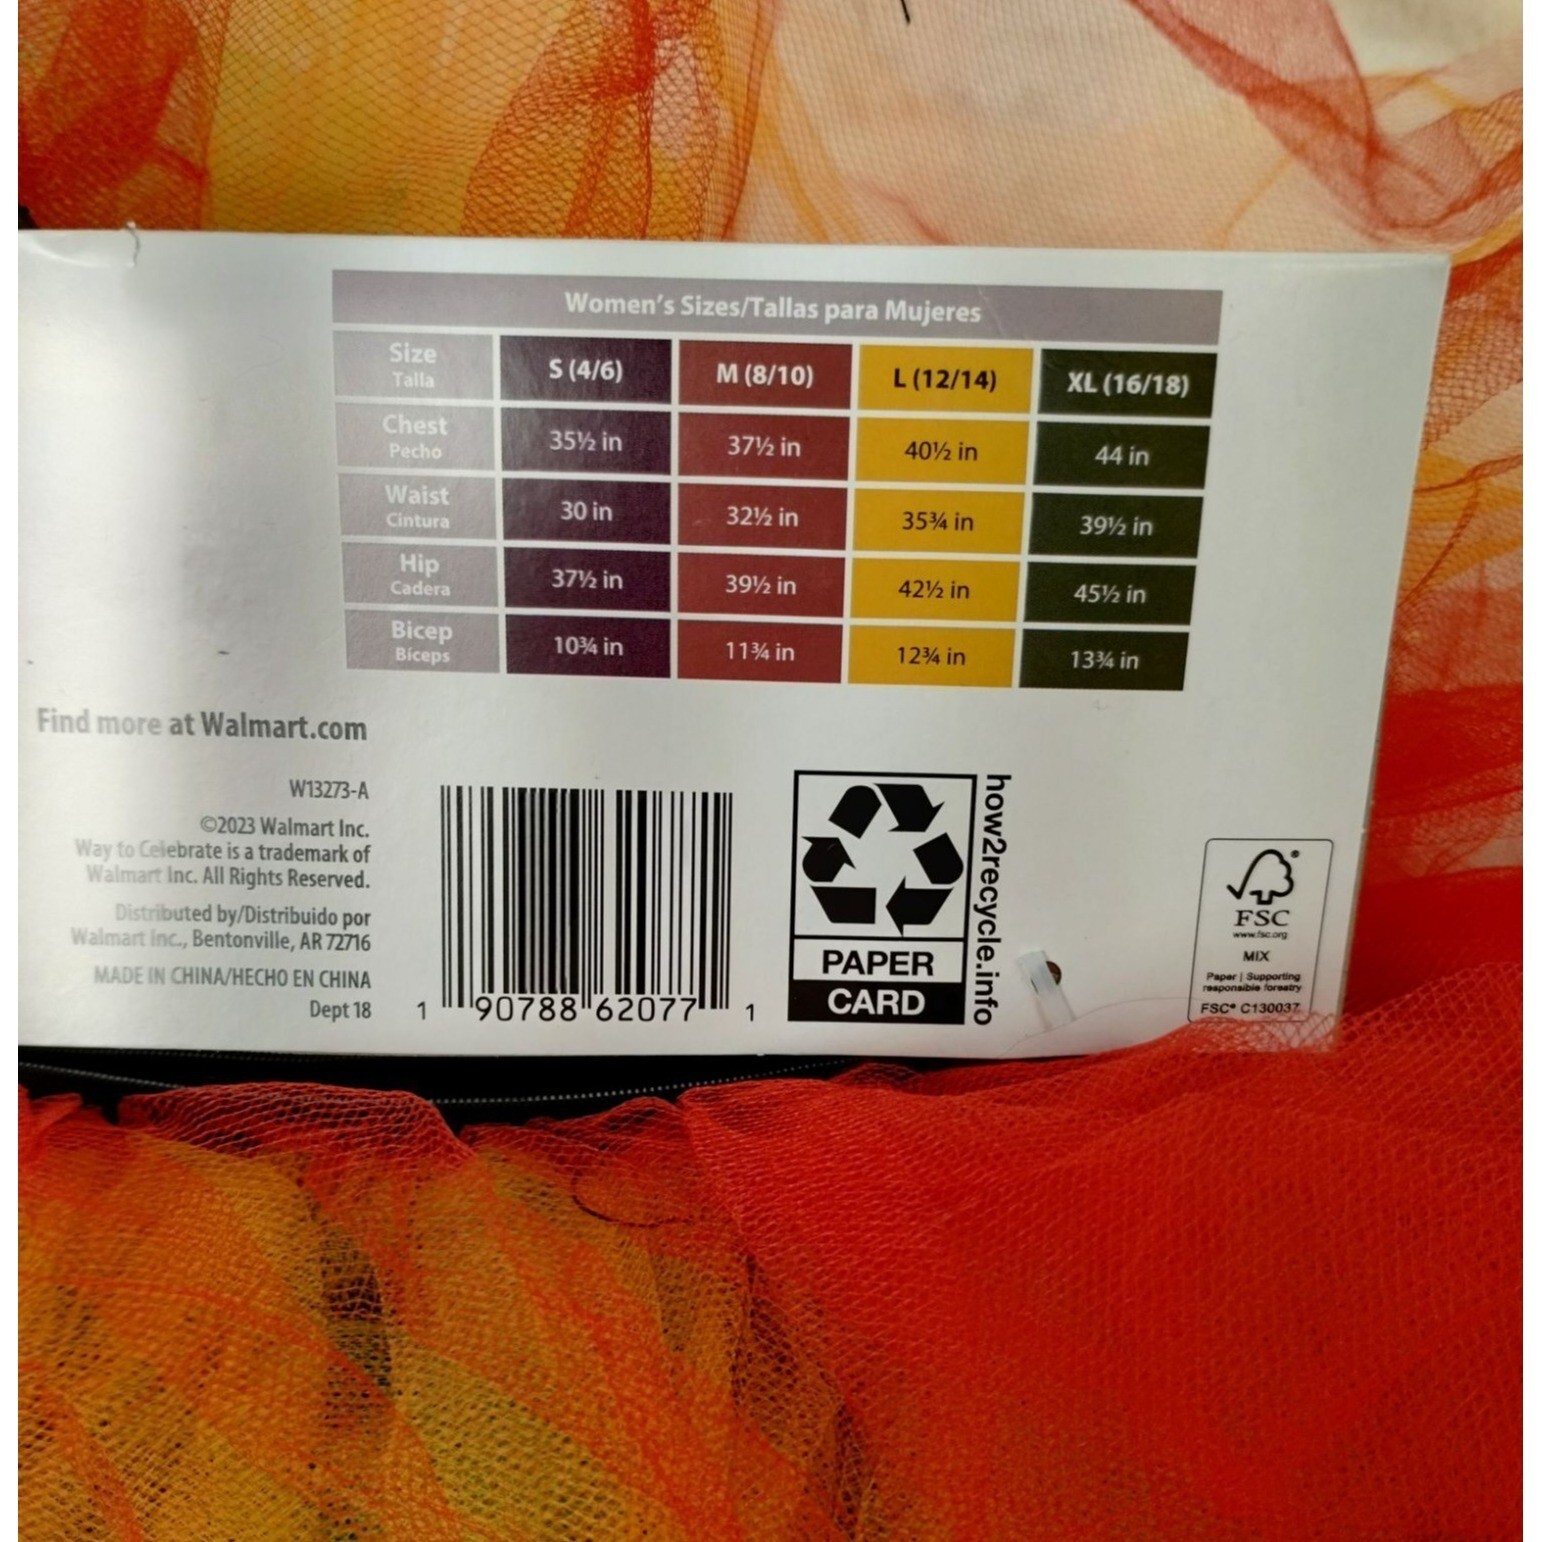 Women's Sizes/Tallas para Mujeres
Size S (4/6) M (8/10) L (12/14) XL (16/18)
Talla
Chest 35½ in 37½ in 40½ in 44 in
Pecho
Waist 30 in 32½ in 35¾ in 39½ in
Cintura
Hip 37½ in 39½ in 42½ in 45½ in
Cadera
Bicep 10¾ in 11¾ in 12¾ in 13¾ in
Bíceps
Find more at Walmart.com
W13273-A
©2023 Walmart Inc.
Way to Celebrate is a trademark of
Walmart Inc. All Rights Reserved.
Distributed by/Distribuido por
Walmart Inc., Bentonville, AR 72716
MADE IN CHINA/HECHO EN CHINA
Dept 18
1 90788 62077 1
PAPER
CARD
how2recycle.info
FSC
www.fsc.org
MIX
Paper | Supporting
responsible forestry
FSC® C130037